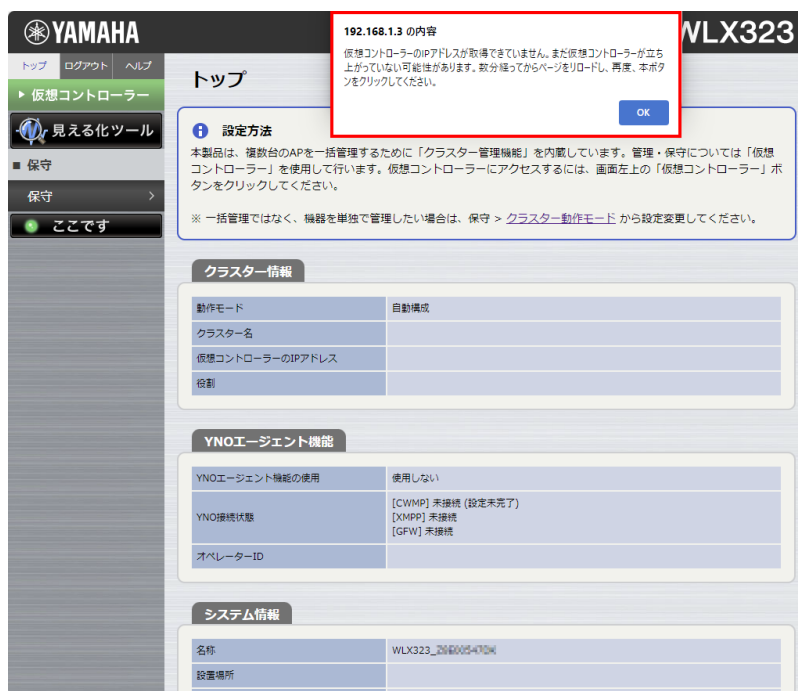 YAMAHA
WLX323
トップ ログアウト ヘルプ
仮想コントローラー
見える化ツール
保守
保守
ここです
トップ
192.168.1.3 の内容
仮想コントローラーのIPアドレスが取得できていません。まだ仮想コントローラーが立ち
上がっていない可能性があります。数分経ってからページをリロードし、再度、本ボタ
ンをクリックしてください。
OK
設定方法
本製品は、複数台のAPを一括管理するために「クラスター管理機能」を内蔵しています。管理・保守については「仮想
コントローラー」を使用して行います。仮想コントローラーにアクセスするには、画面左上の「仮想コントローラー」ボ
タンをクリックしてください。
※ 一括管理ではなく、機器を単独で管理したい場合は、保守 > クラスター動作モード から設定変更してください。
クラスター情報
動作モード 自動構成
クラスター名
仮想コントローラーのIPアドレス
役割
YNOエージェント機能
YNOエージェント機能の使用 使用しない
YNO接続状態
[CWMP] 未接続 (設定未完了)
[XMPP] 未接続
[GFW] 未接続
オペレーターID
システム情報
名称 WLX323_
設置場所